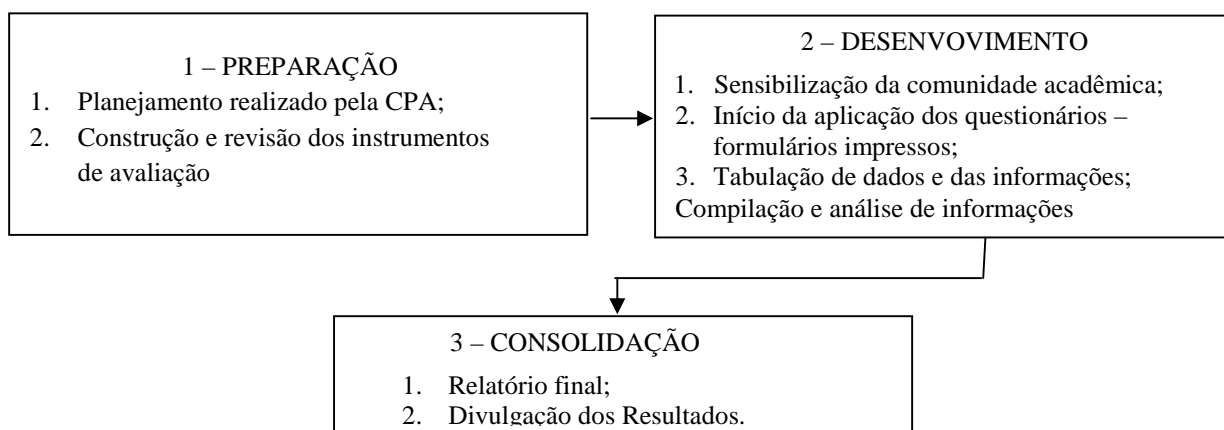 1 – PREPARAÇÃO
1. Planejamento realizado pela CPA;
2. Construção e revisão dos instrumentos
de avaliação
2 – DESENVOVIMENTO
1. Sensibilização da comunidade acadêmica;
2. Início da aplicação dos questionários –
formulários impressos;
3. Tabulação de dados e das informações;
Compilação e análise de informações
3 – CONSOLIDAÇÃO
1. Relatório final;
2. Divulgação dos Resultados.